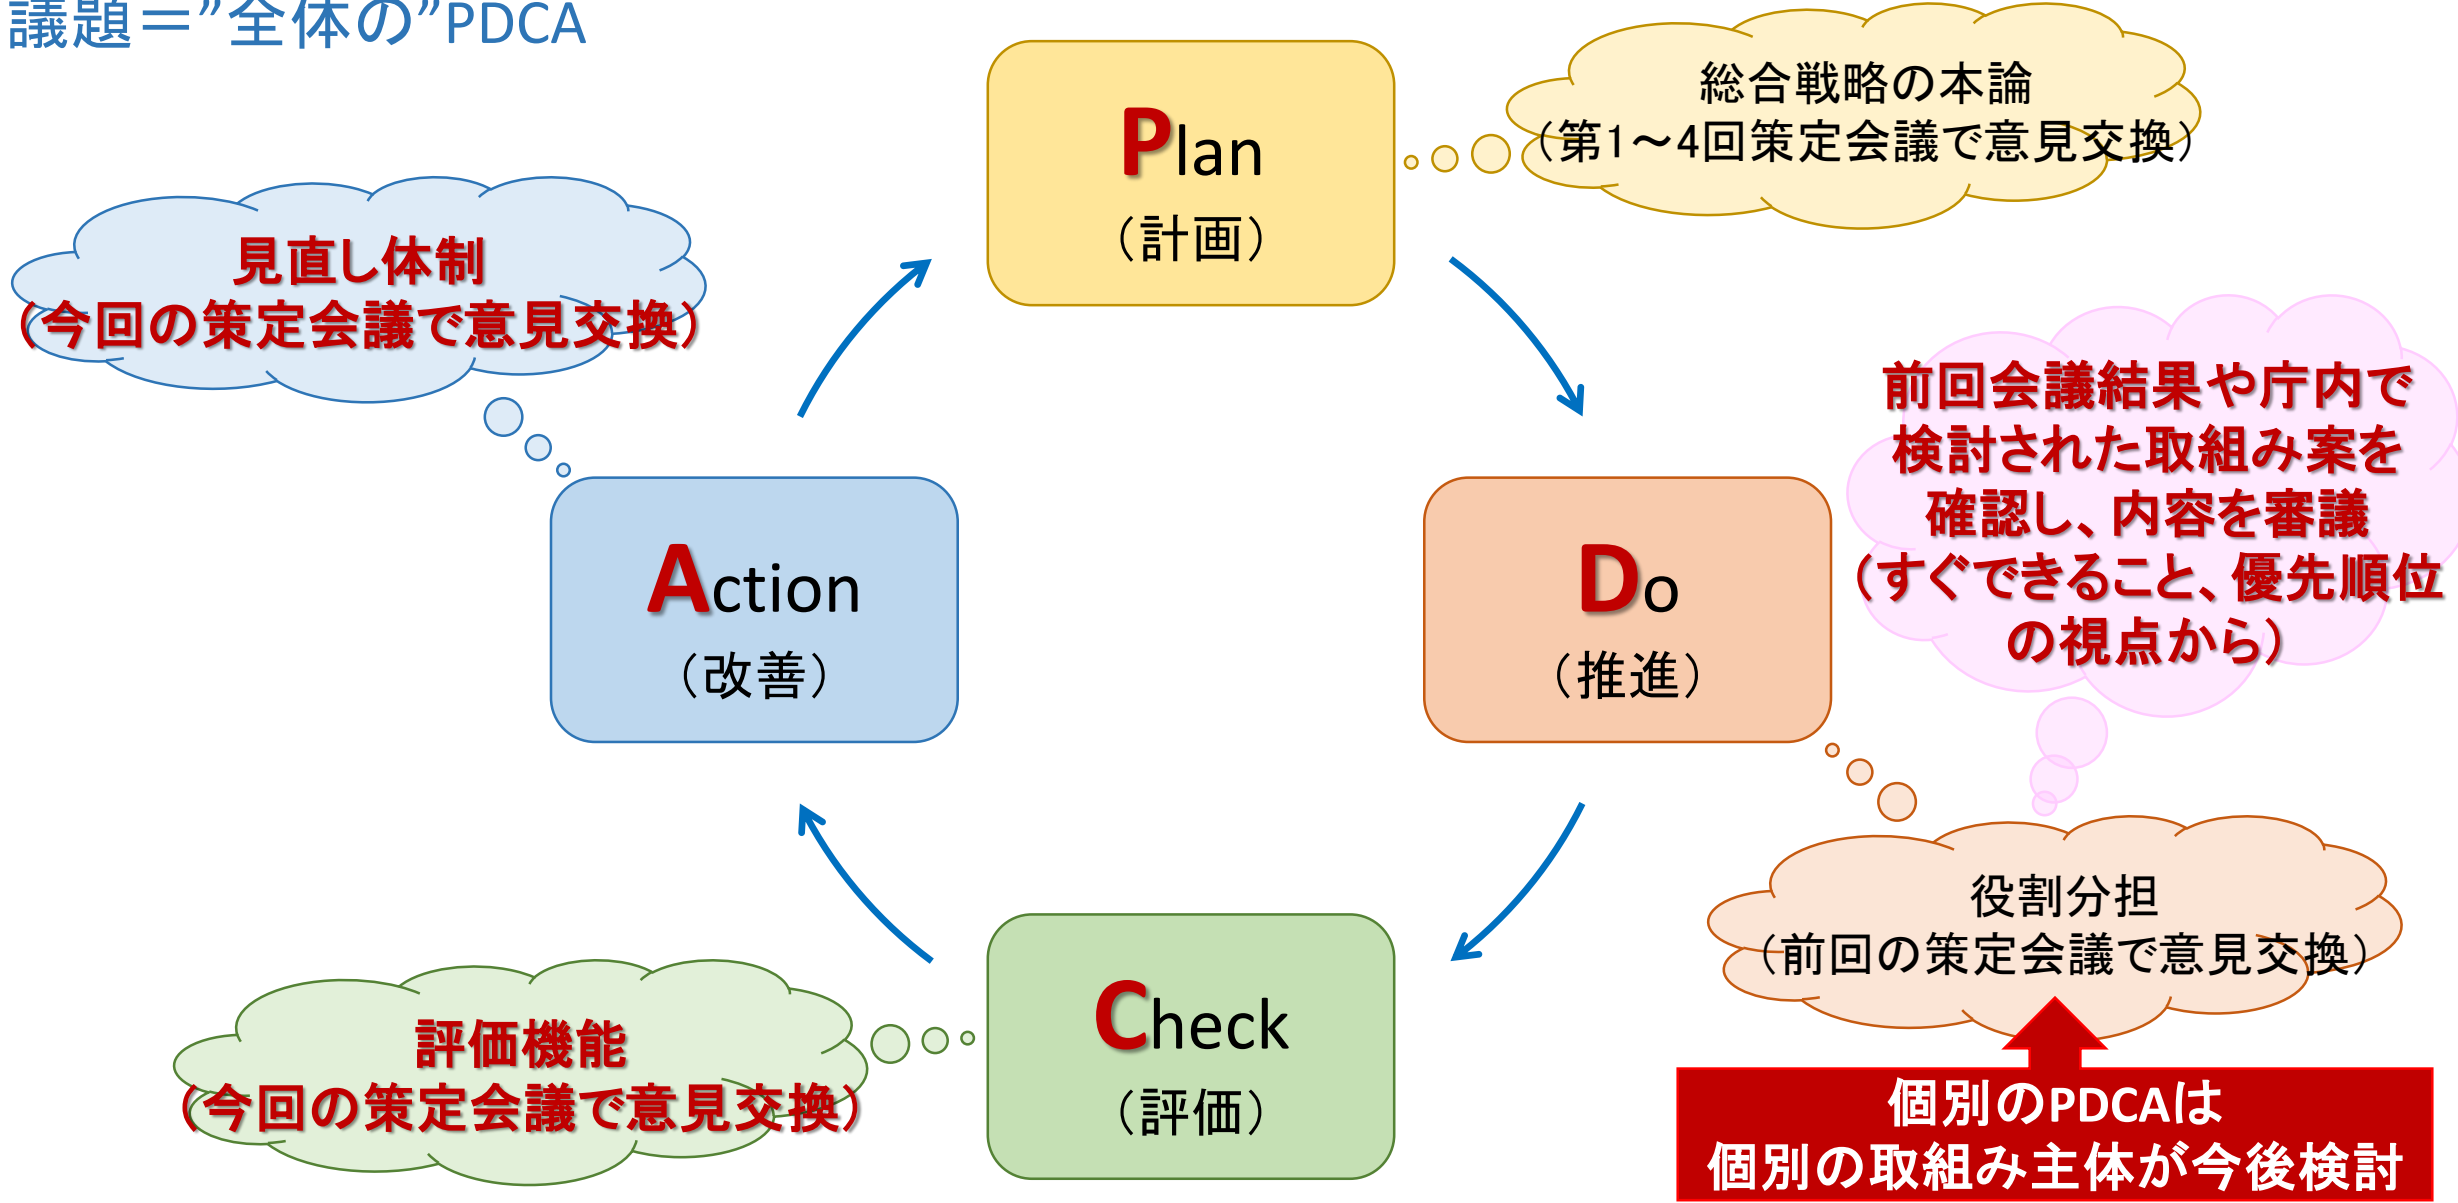 議題＝”全体の”PDCA
Plan
（計画）
総合戦略の本論
（第1～4回策定会議で意見交換）
見直し体制
（今回の策定会議で意見交換）
前回会議結果や庁内で
検討された取組み案を
確認し、内容を審議
（すぐできること、優先順位
の視点から）
Action
（改善）
Do
（推進）
役割分担
（前回の策定会議で意見交換）
Check
（評価）
評価機能
（今回の策定会議で意見交換）
個別のPDCAは
個別の取組み主体が今後検討